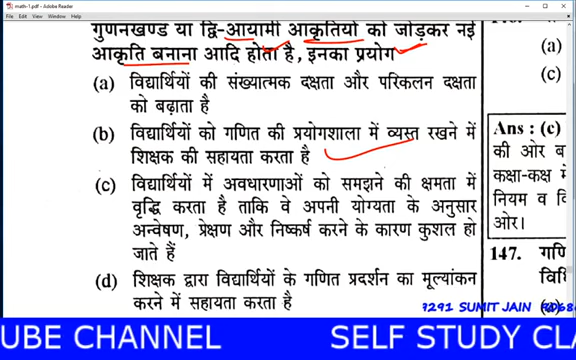 math-1.pdf - Adobe Reader
File Edit View Window Help
गुणनखण्ड या द्वि-आयामी आकृतियों को जोड़कर नई
आकृति बनाना आदि होता है, इनका प्रयोग
(a) विद्यार्थियों की संख्यात्मक दक्षता और परिकलन दक्षता
को बढ़ाता है
(b) विद्यार्थियों को गणित की प्रयोगशाला में व्यस्त रखने में
शिक्षक की सहायता करता है
(c) विद्यार्थियों में अवधारणाओं को समझने की क्षमता में
वृद्धि करता है ताकि वे अपनी योग्यता के अनुसार
अन्वेषण, प्रेक्षण और निष्कर्ष करने के कारण कुशल हो
जाते हैं
(d) शिक्षक द्वारा विद्यार्थियों के गणित प्रदर्शन का मूल्यांकन
करने में सहायता करता है
(a)
(c)
Ans : (c)
की ओर ब
कक्षा-कक्ष में
नियम व वि
ओर।
147. गणि
विधि
(a)
7291 SUMIT JAIN
UBE CHANNEL SELF STUDY CLA